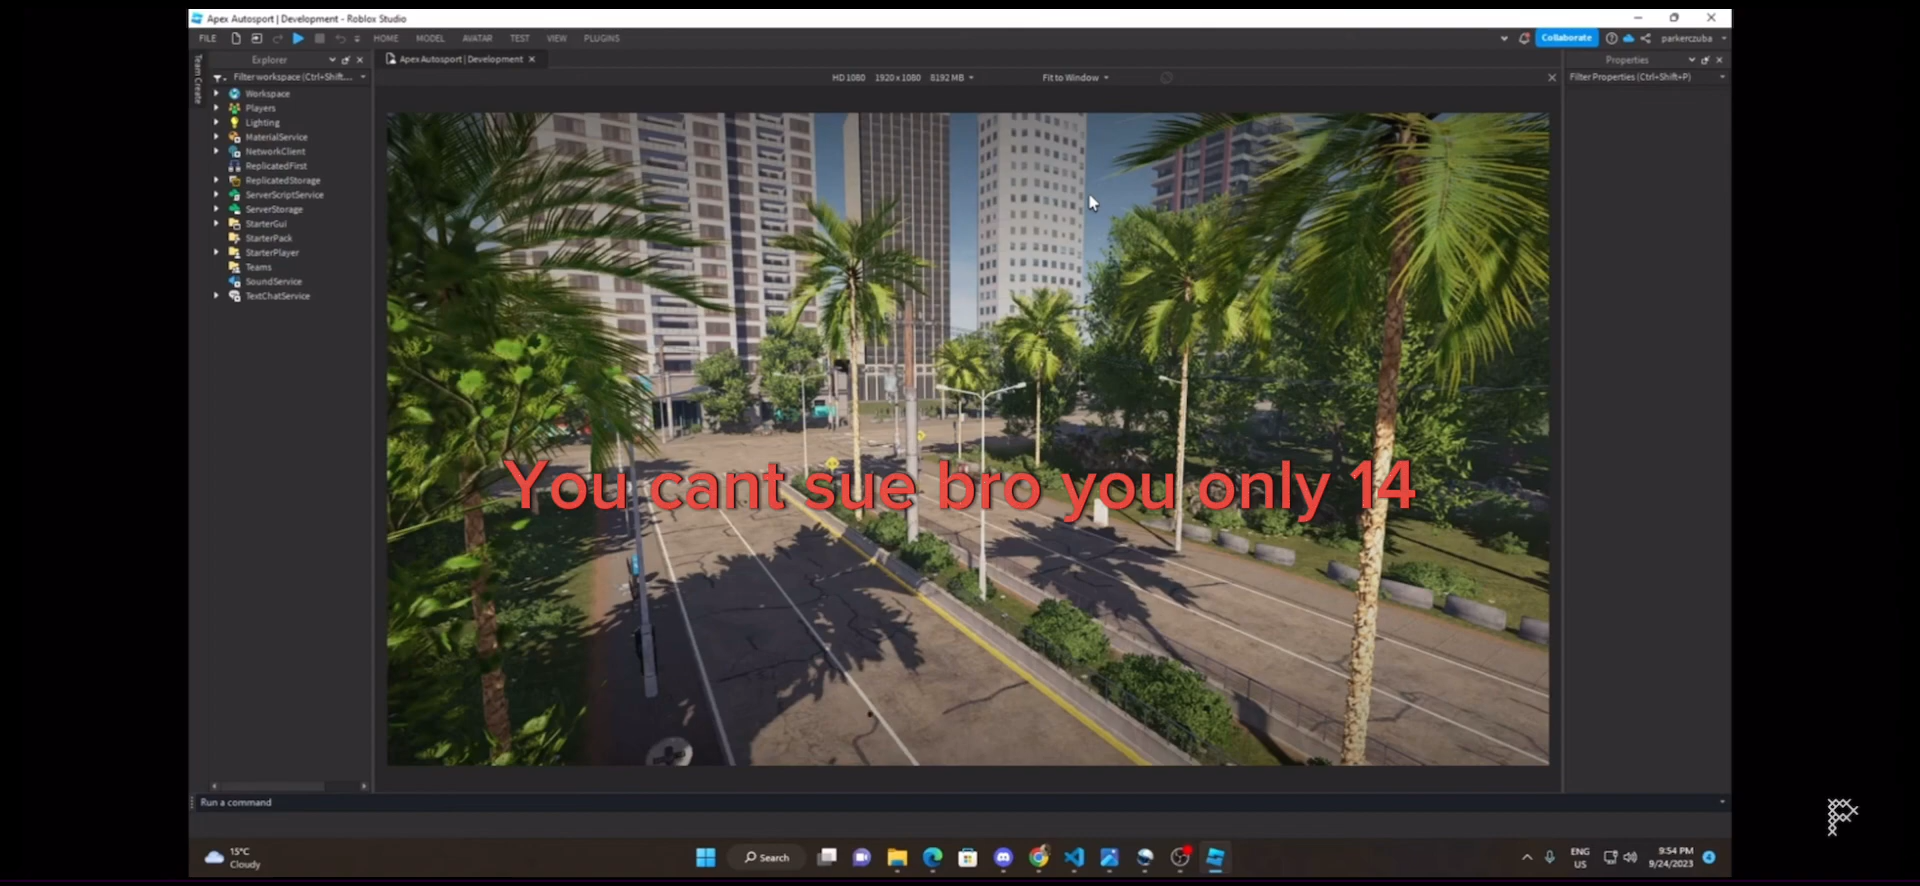 Apex Autosport | Development - Roblox Studio
FILE HOME MODEL AVATAR TEST VIEW PLUGINS Collaborate parkerczuba
Team Create
Explorer
Apex Autosport | Development
Properties
Filter workspace (Ctrl+Shift...
HD 1080 1920 x 1080 8192 MB Fit to Window
Filter Properties (Ctrl+Shift+P)
Workspace
Players
Lighting
MaterialService
NetworkClient
ReplicatedFirst
ReplicatedStorage
ServerScriptService
ServerStorage
StarterGui
StarterPack
StarterPlayer
Teams
SoundService
TextChatService
You cant sue bro you only 14
Run a command
15°C
Cloudy
Search
ENG
US
9:54 PM
9/24/2023
4